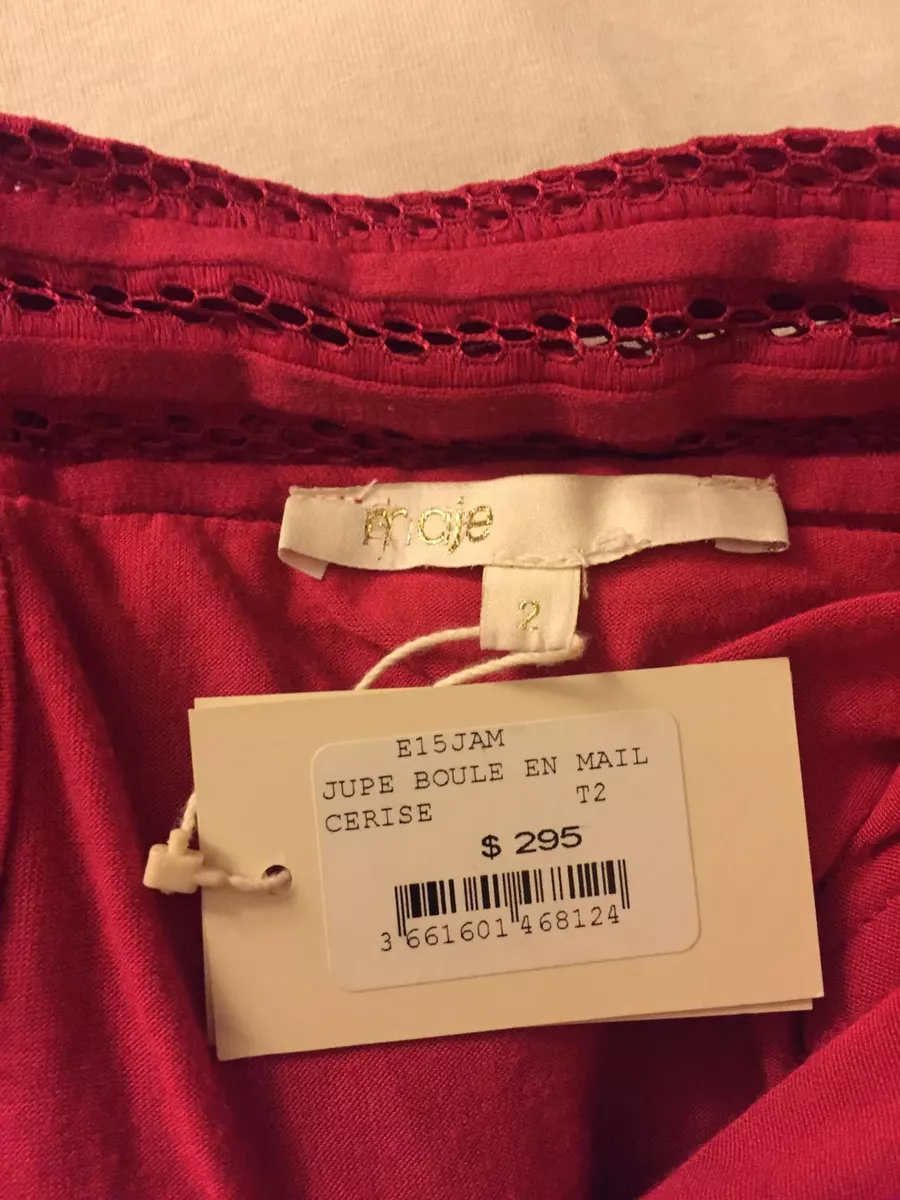 maje
2
E15JAM
JUPE BOULE EN MAIL
CERISE T2
$ 295
3 661601 468124